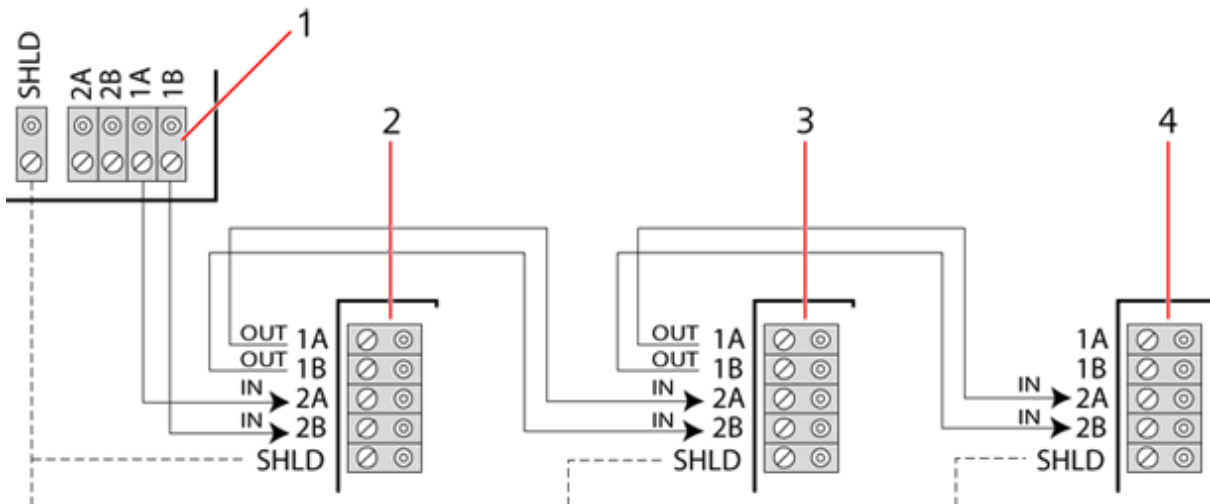 1
SHLD
2A
2B
1A
1B
2
3
4
OUT 1A
OUT 1B
IN 2A
IN 2B
SHLD
OUT 1A
OUT 1B
IN 2A
IN 2B
SHLD
1A
1B
IN 2A
IN 2B
SHLD